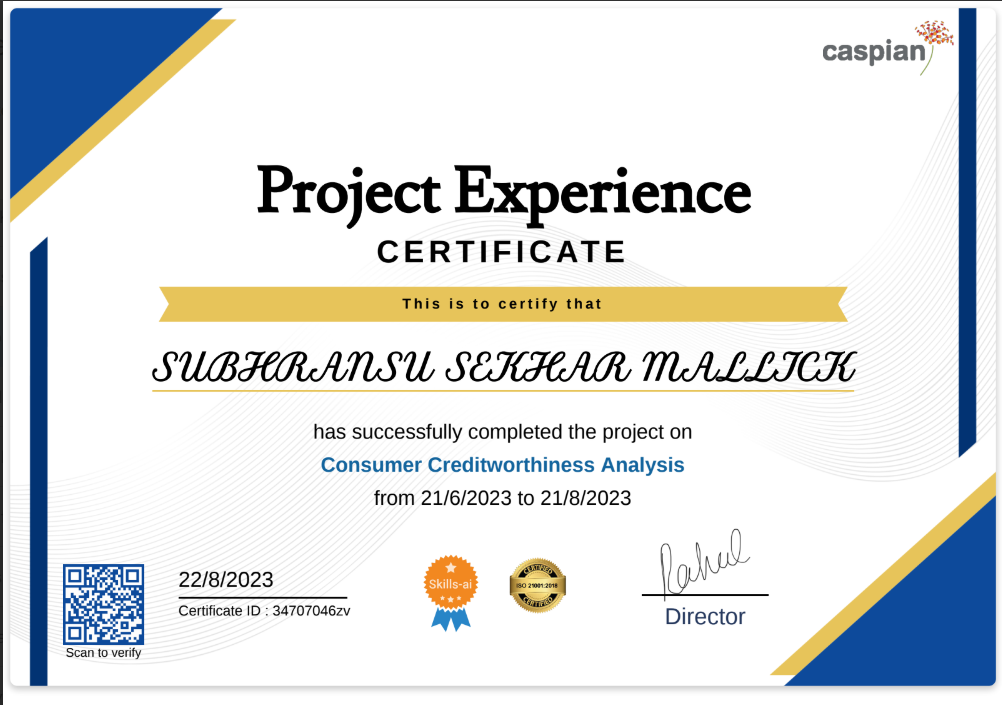 caspian
Project Experience
CERTIFICATE
This is to certify that
SUBHRANSU SEKHAR MALLICK
has successfully completed the project on
Consumer Creditworthiness Analysis
from 21/6/2023 to 21/8/2023
22/8/2023
Certificate ID : 34707046zv
Scan to verify
Skills-ai
CERTIFIED
ISO 21001:2018
CERTIFIED
Rahul
Director